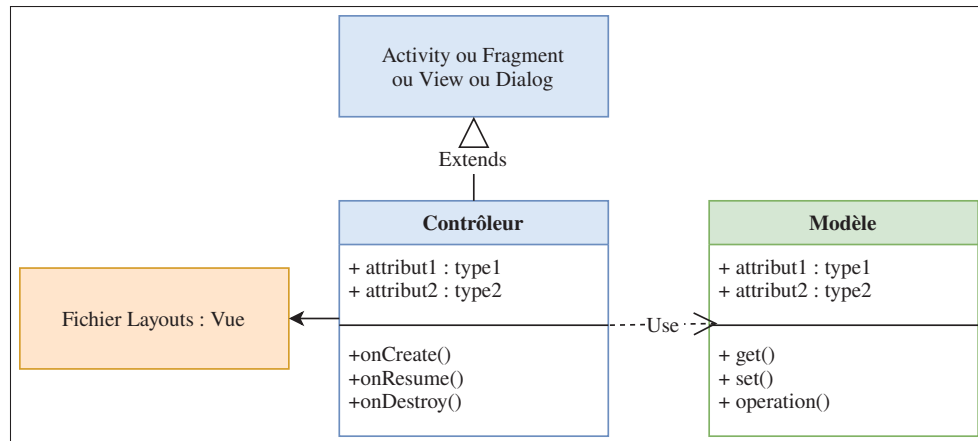 Activity ou Fragment
ou View ou Dialog
Extends
Contrôleur
+ attribut1 : type1
+ attribut2 : type2
+onCreate()
+onResume()
+onDestroy()
Fichier Layouts : Vue
Use
Modèle
+ attribut1 : type1
+ attribut2 : type2
+ get()
+ set()
+ operation()